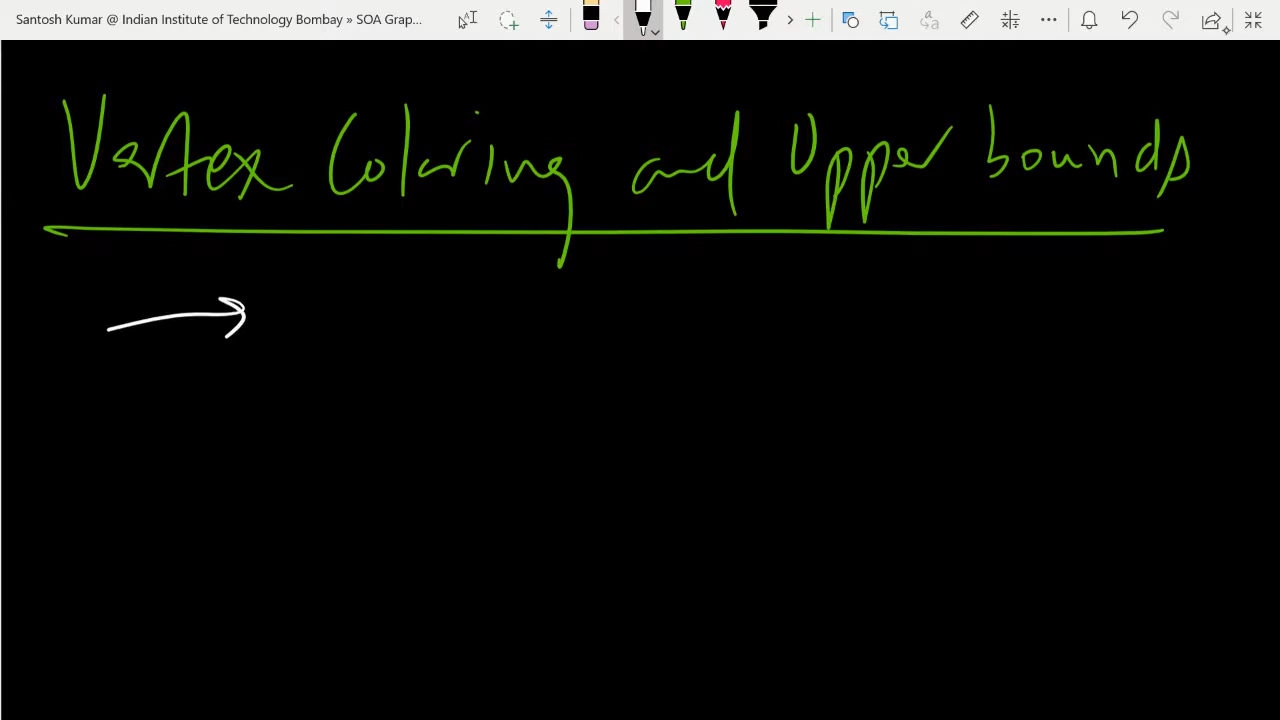 Santosh Kumar @ Indian Institute of Technology Bombay » SOA Grap...
Vertex Coloring and Upper bounds